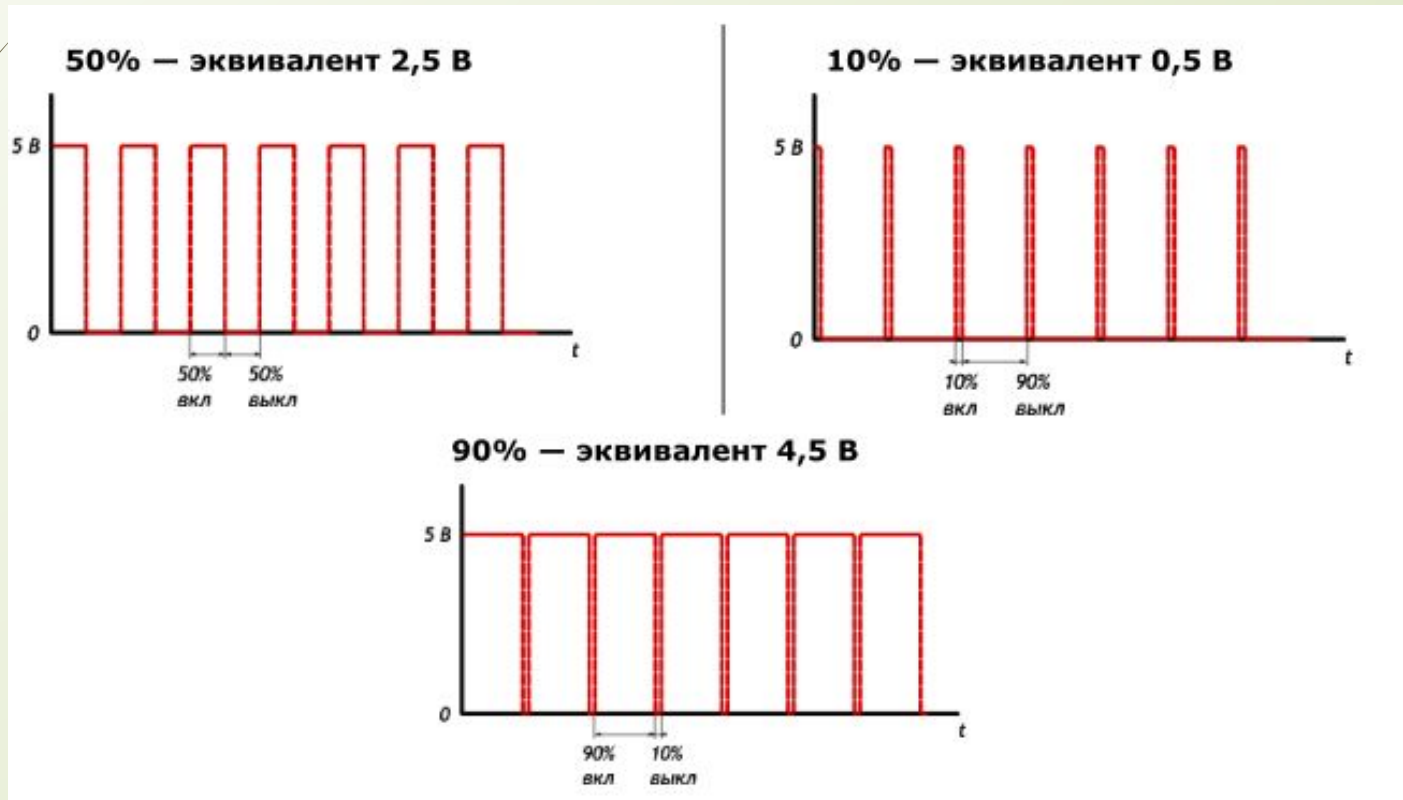 50% — эквивалент 2,5 В
5 В
0
t
50% 50%
вкл выкл
10% — эквивалент 0,5 В
5 В
0
t
10% 90%
вкл выкл
90% — эквивалент 4,5 В
5 В
0
t
90% 10%
вкл выкл